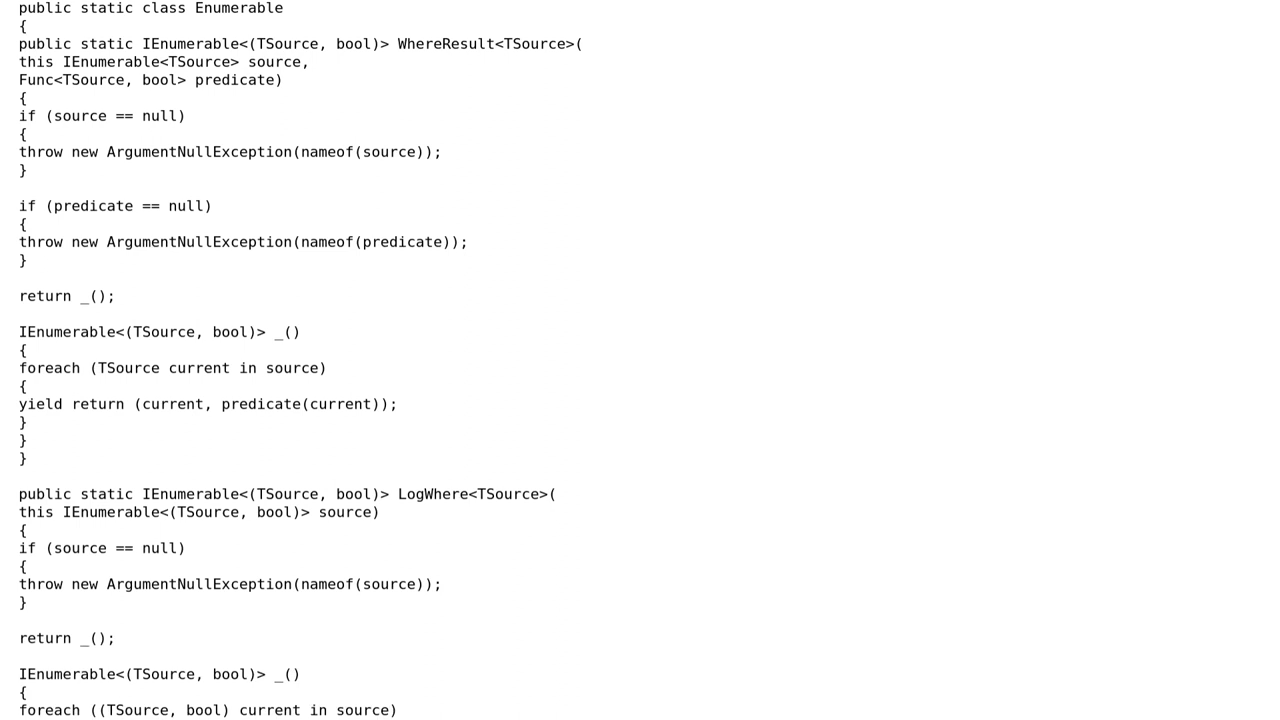 public static class Enumerable
{
public static IEnumerable<(TSource, bool)> WhereResult<TSource>(
this IEnumerable<TSource> source,
Func<TSource, bool> predicate)
{
if (source == null)
{
throw new ArgumentNullException(nameof(source));
}

if (predicate == null)
{
throw new ArgumentNullException(nameof(predicate));
}

return _();

IEnumerable<(TSource, bool)> _()
{
foreach (TSource current in source)
{
yield return (current, predicate(current));
}
}
}

public static IEnumerable<(TSource, bool)> LogWhere<TSource>(
this IEnumerable<(TSource, bool)> source)
{
if (source == null)
{
throw new ArgumentNullException(nameof(source));
}

return _();

IEnumerable<(TSource, bool)> _()
{
foreach ((TSource, bool) current in source)